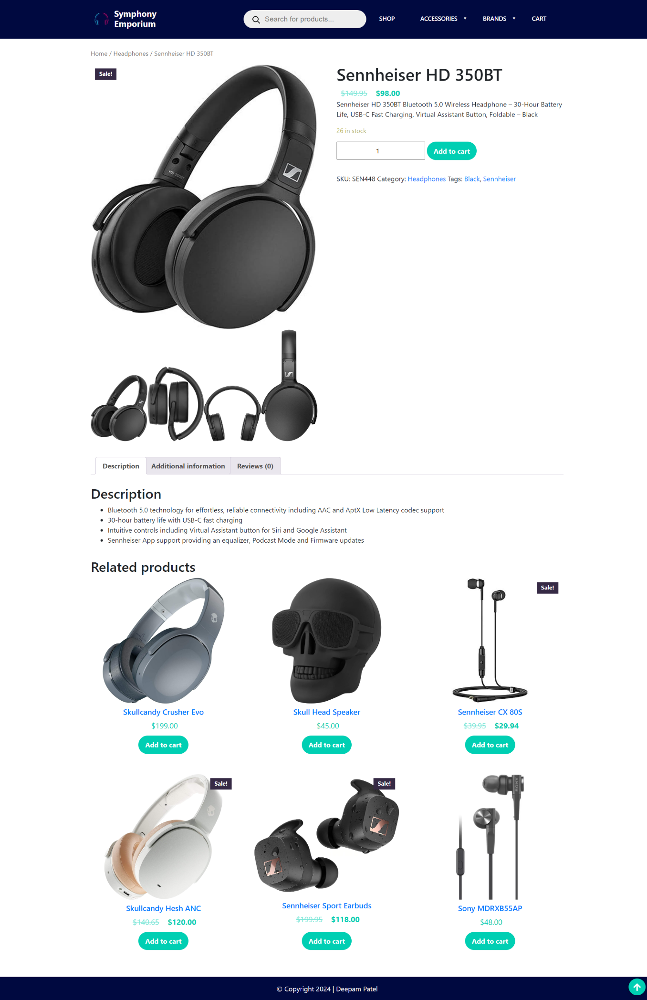 Symphony
Emporium
Search for products...
SHOP
ACCESSORIES
BRANDS
CART
Home / Headphones / Sennheiser HD 350BT
Sale!
HD 350BT
Sennheiser HD 350BT
$149.95 $98.00
Sennheiser HD 350BT Bluetooth 5.0 Wireless Headphone – 30-Hour Battery
Life, USB-C Fast Charging, Virtual Assistant Button, Foldable – Black
26 in stock
1
Add to cart
SKU: SEN448 Category: Headphones Tags: Black, Sennheiser
Description
Additional information
Reviews (0)
Description
• Bluetooth 5.0 technology for effortless, reliable connectivity including AAC and AptX Low Latency codec support
• 30-hour battery life with USB-C fast charging
• Intuitive controls including Virtual Assistant button for Siri and Google Assistant
• Sennheiser App support providing an equalizer, Podcast Mode and Firmware updates
Related products
Sale!
Skullcandy Crusher Evo
$199.00
Add to cart
Skull Head Speaker
$45.00
Add to cart
Sennheiser CX 80S
$39.95 $29.94
Add to cart
Sale!
Skullcandy Hesh ANC
$140.65 $120.00
Add to cart
Sale!
Sennheiser Sport Earbuds
$199.95 $118.00
Add to cart
SONY
Sony MDRXB55AP
$48.00
Add to cart
© Copyright 2024 | Deepam Patel